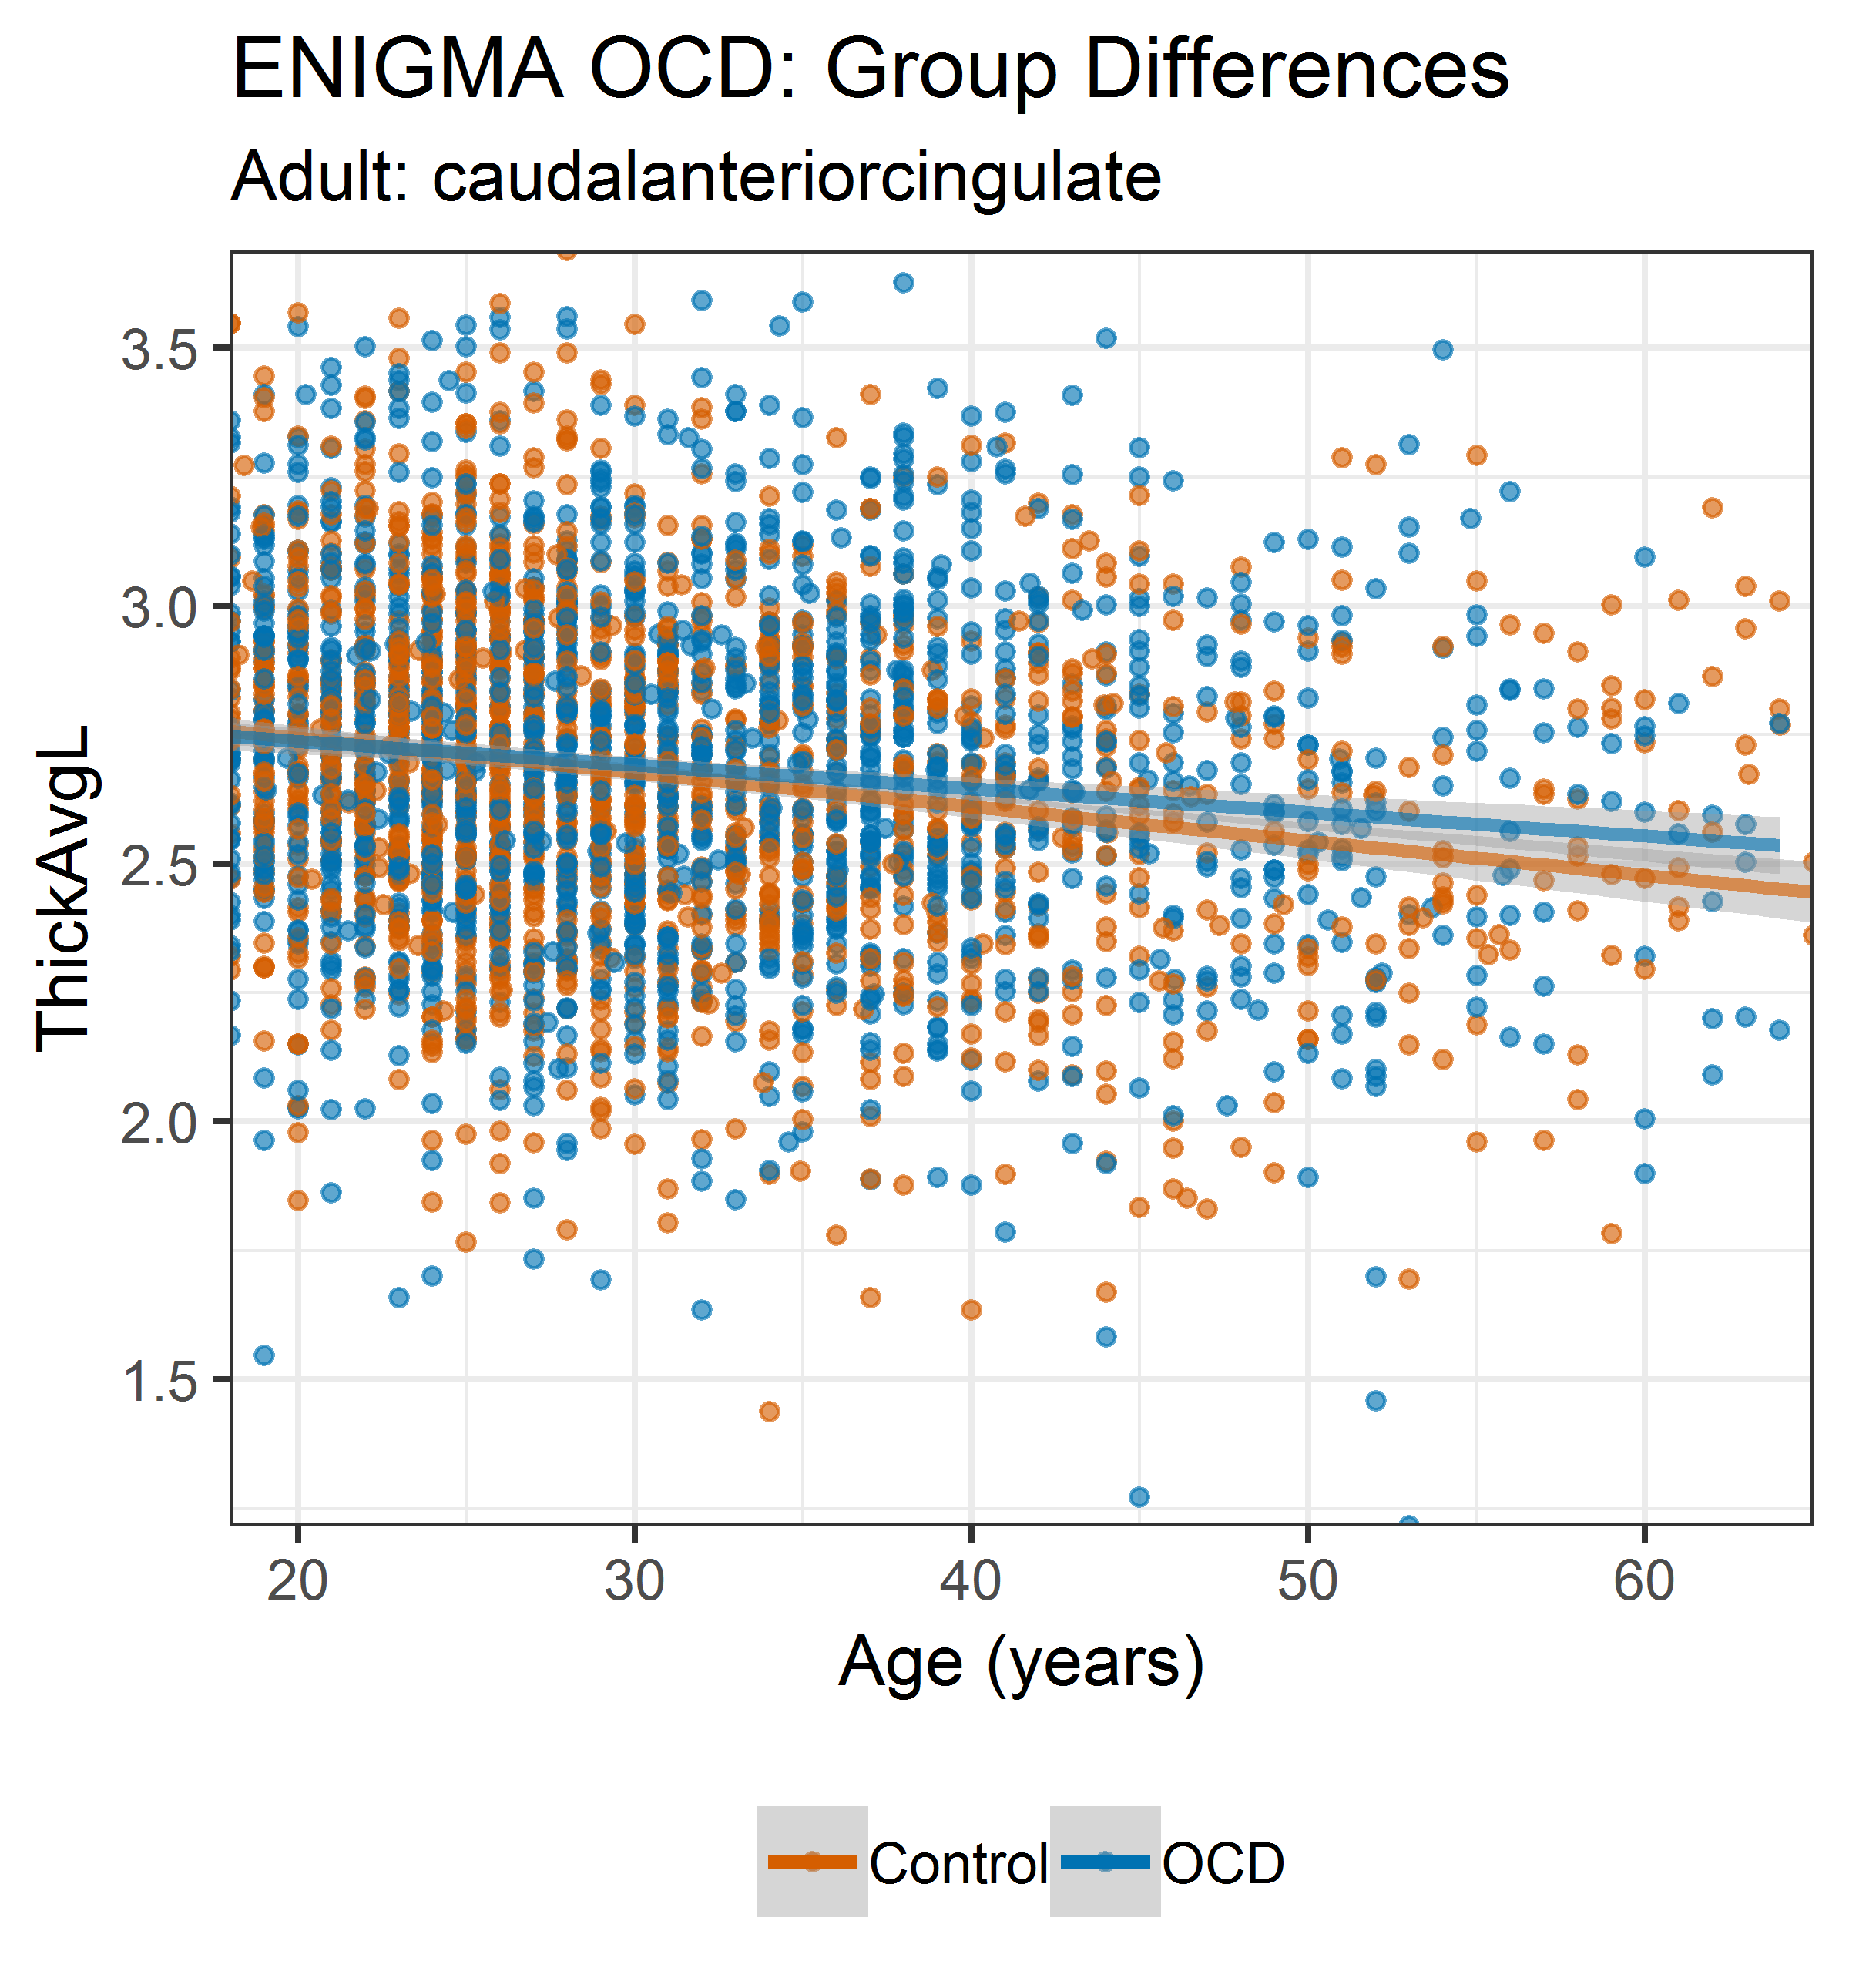 ENIGMA OCD: Group Differences
Adult: caudalanteriorcingulate
ThickAvgL
3.5
3.0
2.5
2.0
1.5
20 30 40 50 60
Age (years)
Control OCD